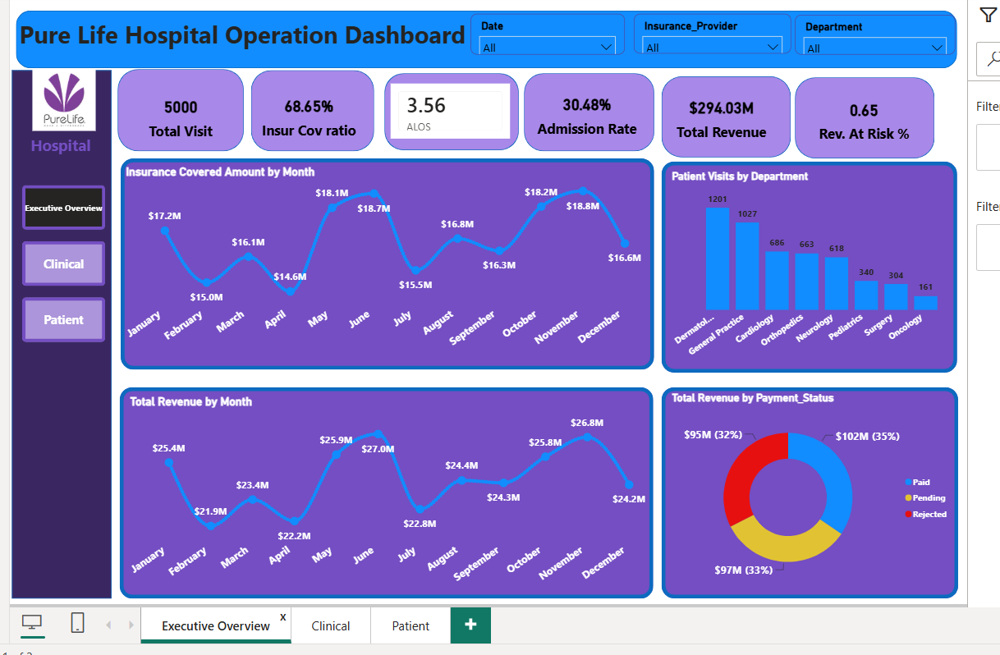 Pure Life Hospital Operation Dashboard
Date
All
Insurance_Provider
All
Department
All
PureLife
Hospital
Executive Overview
Clinical
Patient
5000
Total Visit
68.65%
Insur Cov ratio
3.56
ALOS
30.48%
Admission Rate
$294.03M
Total Revenue
0.65
Rev. At Risk %
Insurance Covered Amount by Month
$17.2M
$15.0M
$16.1M
$14.6M
$18.1M
$18.7M
$15.5M
$16.8M
$16.3M
$18.2M
$18.8M
$16.6M
January
February
March
April
May
June
July
August
September
October
November
December
Patient Visits by Department
1201
1027
686
663
618
340
304
161
Dermatol...
General Practice
Cardiology
Orthopedics
Neurology
Pediatrics
Surgery
Oncology
Total Revenue by Month
$25.4M
$21.9M
$23.4M
$22.2M
$25.9M
$27.0M
$22.8M
$24.4M
$24.3M
$25.8M
$26.8M
$24.2M
January
February
March
April
May
June
July
August
September
October
November
December
Total Revenue by Payment_Status
$95M (32%)
$102M (35%)
$97M (33%)
Paid
Pending
Rejected
Filter
Filter
Executive Overview
x
Clinical
Patient
+